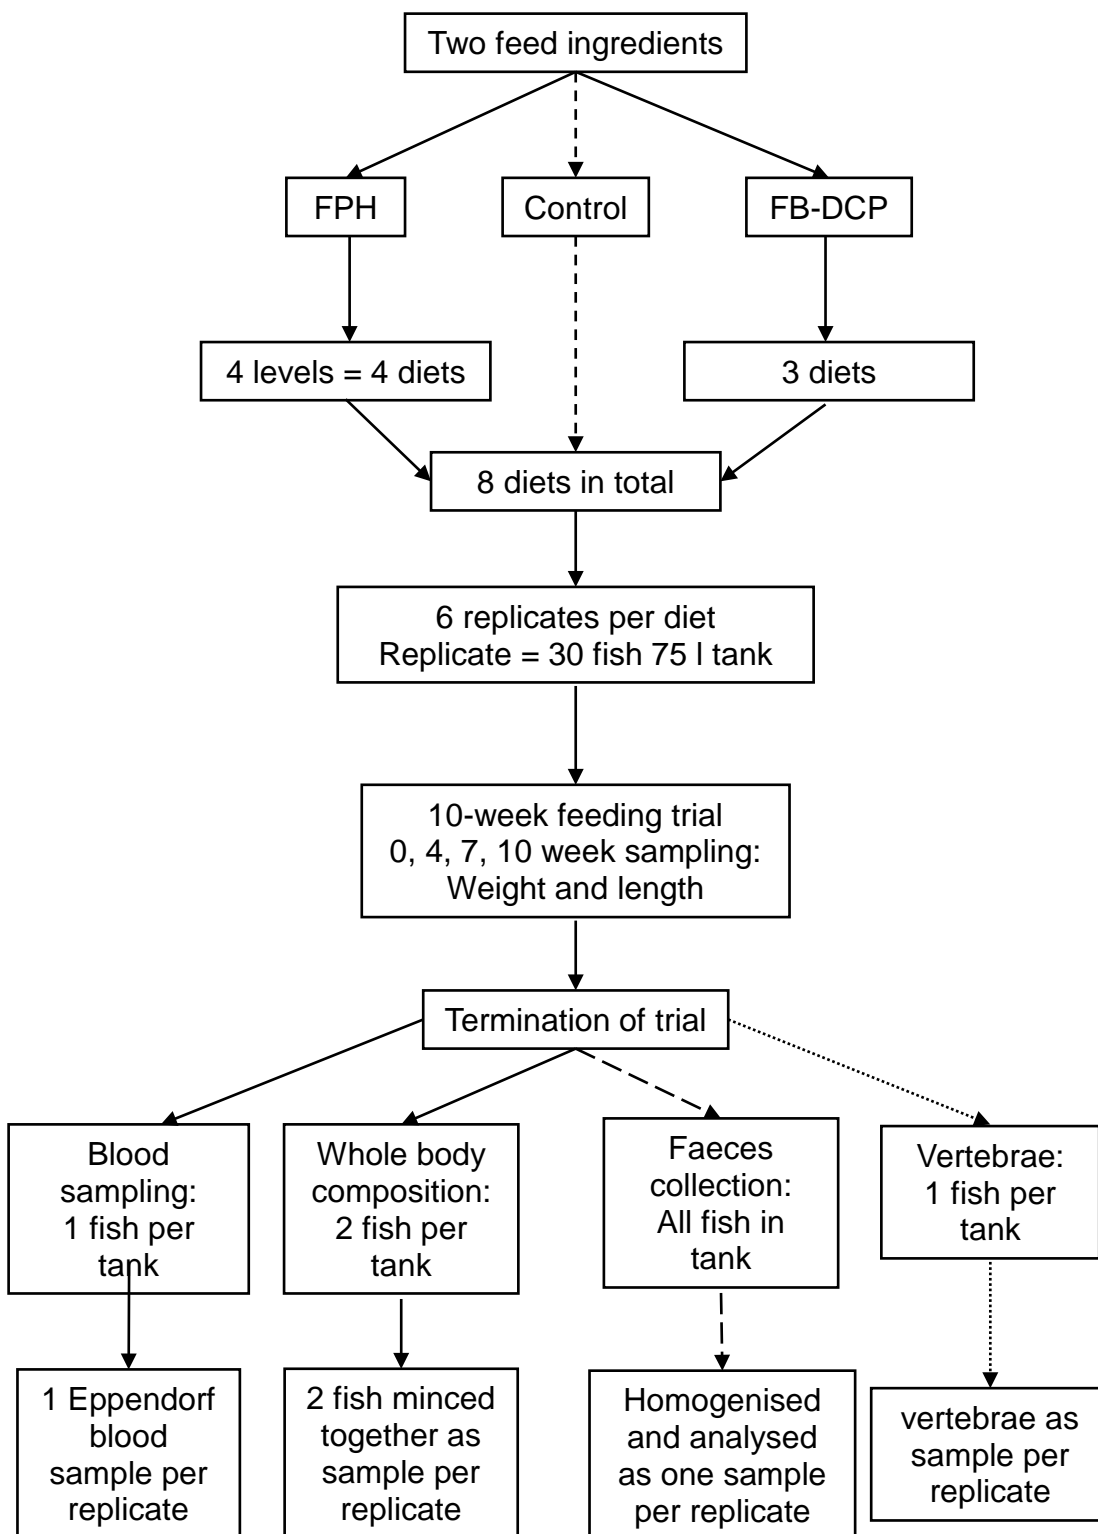 Two feed ingredients
FPH
Control
FB-DCP
4 levels = 4 diets
3 diets
8 diets in total
6 replicates per diet
Replicate = 30 fish 75 l tank
10-week feeding trial
0, 4, 7, 10 week sampling:
Weight and length
Termination of trial
Blood
sampling:
1 fish per
tank
Whole body
composition:
2 fish per
tank
Faeces
collection:
All fish in
tank
Vertebrae:
1 fish per
tank
1 Eppendorf
blood
sample per
replicate
2 fish minced
together as
sample per
replicate
Homogenised
and analysed
as one sample
per replicate
vertebrae as
sample per
replicate